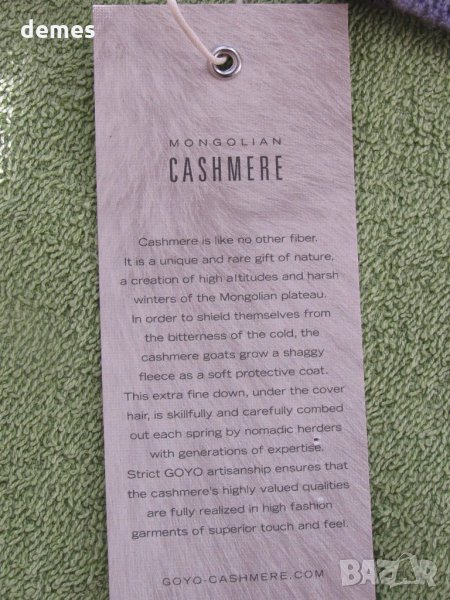 demes
MONGOLIAN
CASHMERE
Cashmere is like no other fiber.
It is a unique and rare gift of nature,
a creation of high altitudes and harsh
winters of the Mongolian plateau.
In order to shield themselves from
the bitterness of the cold, the
cashmere goats grow a shaggy
fleece as a soft protective coat.
This extra fine down, under the cover
hair, is skillfully and carefully combed
out each spring by nomadic herders
with generations of expertise.
Strict GOYO artisanship ensures that
the cashmere's highly valued qualities
are fully realized in high fashion
garments of superior touch and feel.
GOYO-CASHMERE.COM
BAZAR